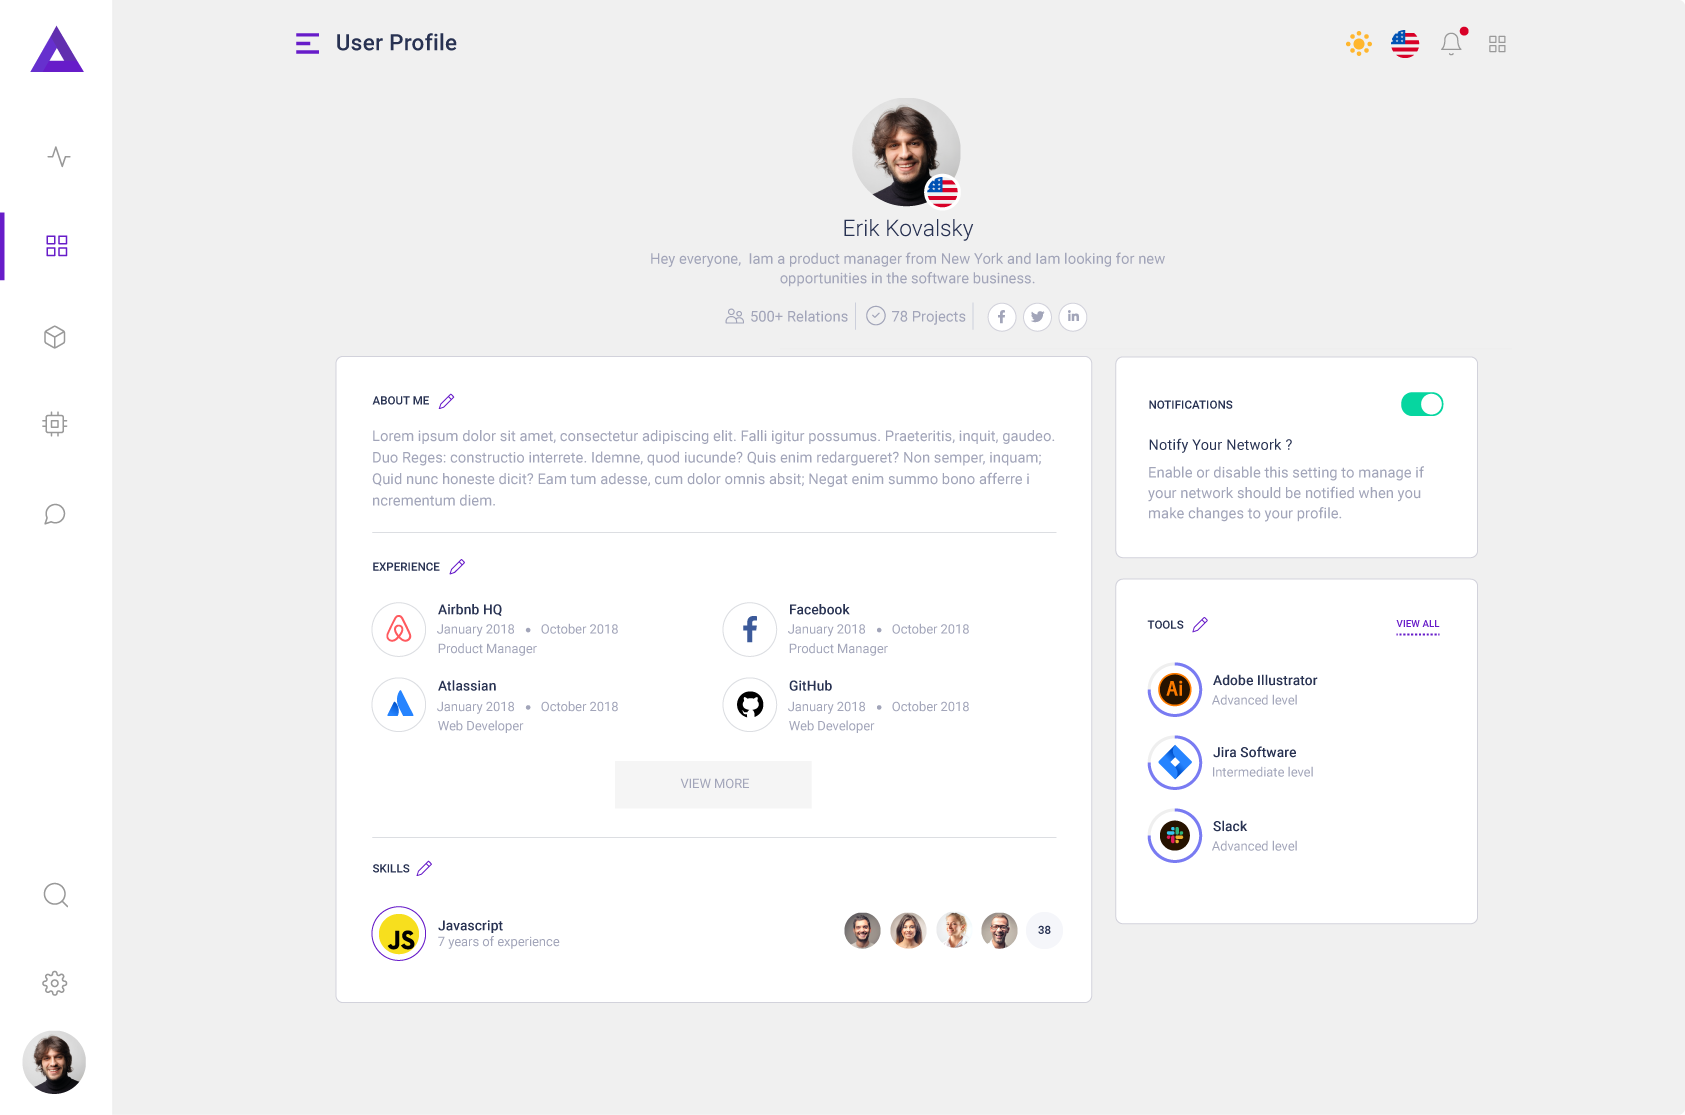 User Profile
Erik Kovalsky
Hey everyone, Iam a product manager from New York and Iam looking for new
opportunities in the software business.
500+ Relations
78 Projects
f
in
ABOUT ME
Lorem ipsum dolor sit amet, consectetur adipiscing elit. Falli igitur possumus. Praeteritis, inquit, gaudeo.
Duo Reges: constructio interrete. Idemne, quod iucunde? Quis enim redargueret? Non semper, inquam;
Quid nunc honeste dicit? Eam tum adesse, cum dolor omnis absit; Negat enim summo bono afferre i
ncrementum diem.
EXPERIENCE
Airbnb HQ
January 2018 • October 2018
Product Manager
f
Facebook
January 2018 • October 2018
Product Manager
Atlassian
January 2018 • October 2018
Web Developer
GitHub
January 2018 • October 2018
Web Developer
VIEW MORE
SKILLS
JS
Javascript
7 years of experience
38
NOTIFICATIONS
Notify Your Network ?
Enable or disable this setting to manage if
your network should be notified when you
make changes to your profile.
TOOLS
VIEW ALL
Ai
Adobe Illustrator
Advanced level
Jira Software
Intermediate level
Slack
Advanced level